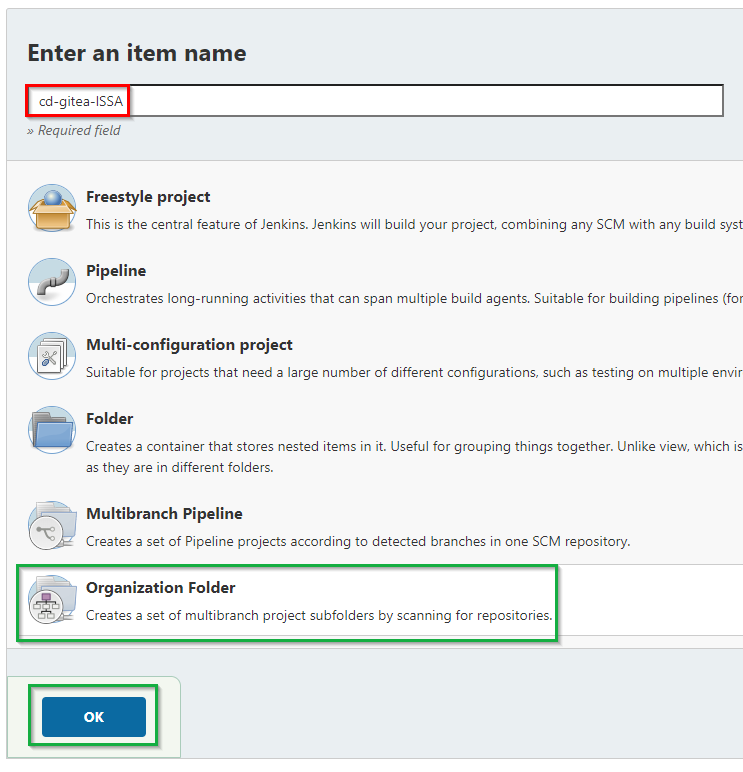 Enter an item name
cd-gitea-ISSA
» Required field
Freestyle project
This is the central feature of Jenkins. Jenkins will build your project, combining any SCM with any build syst
Pipeline
Orchestrates long-running activities that can span multiple build agents. Suitable for building pipelines (for
Multi-configuration project
Suitable for projects that need a large number of different configurations, such as testing on multiple envir
Folder
Creates a container that stores nested items in it. Useful for grouping things together. Unlike view, which is
as they are in different folders.
Multibranch Pipeline
Creates a set of Pipeline projects according to detected branches in one SCM repository.
Organization Folder
Creates a set of multibranch project subfolders by scanning for repositories.
OK